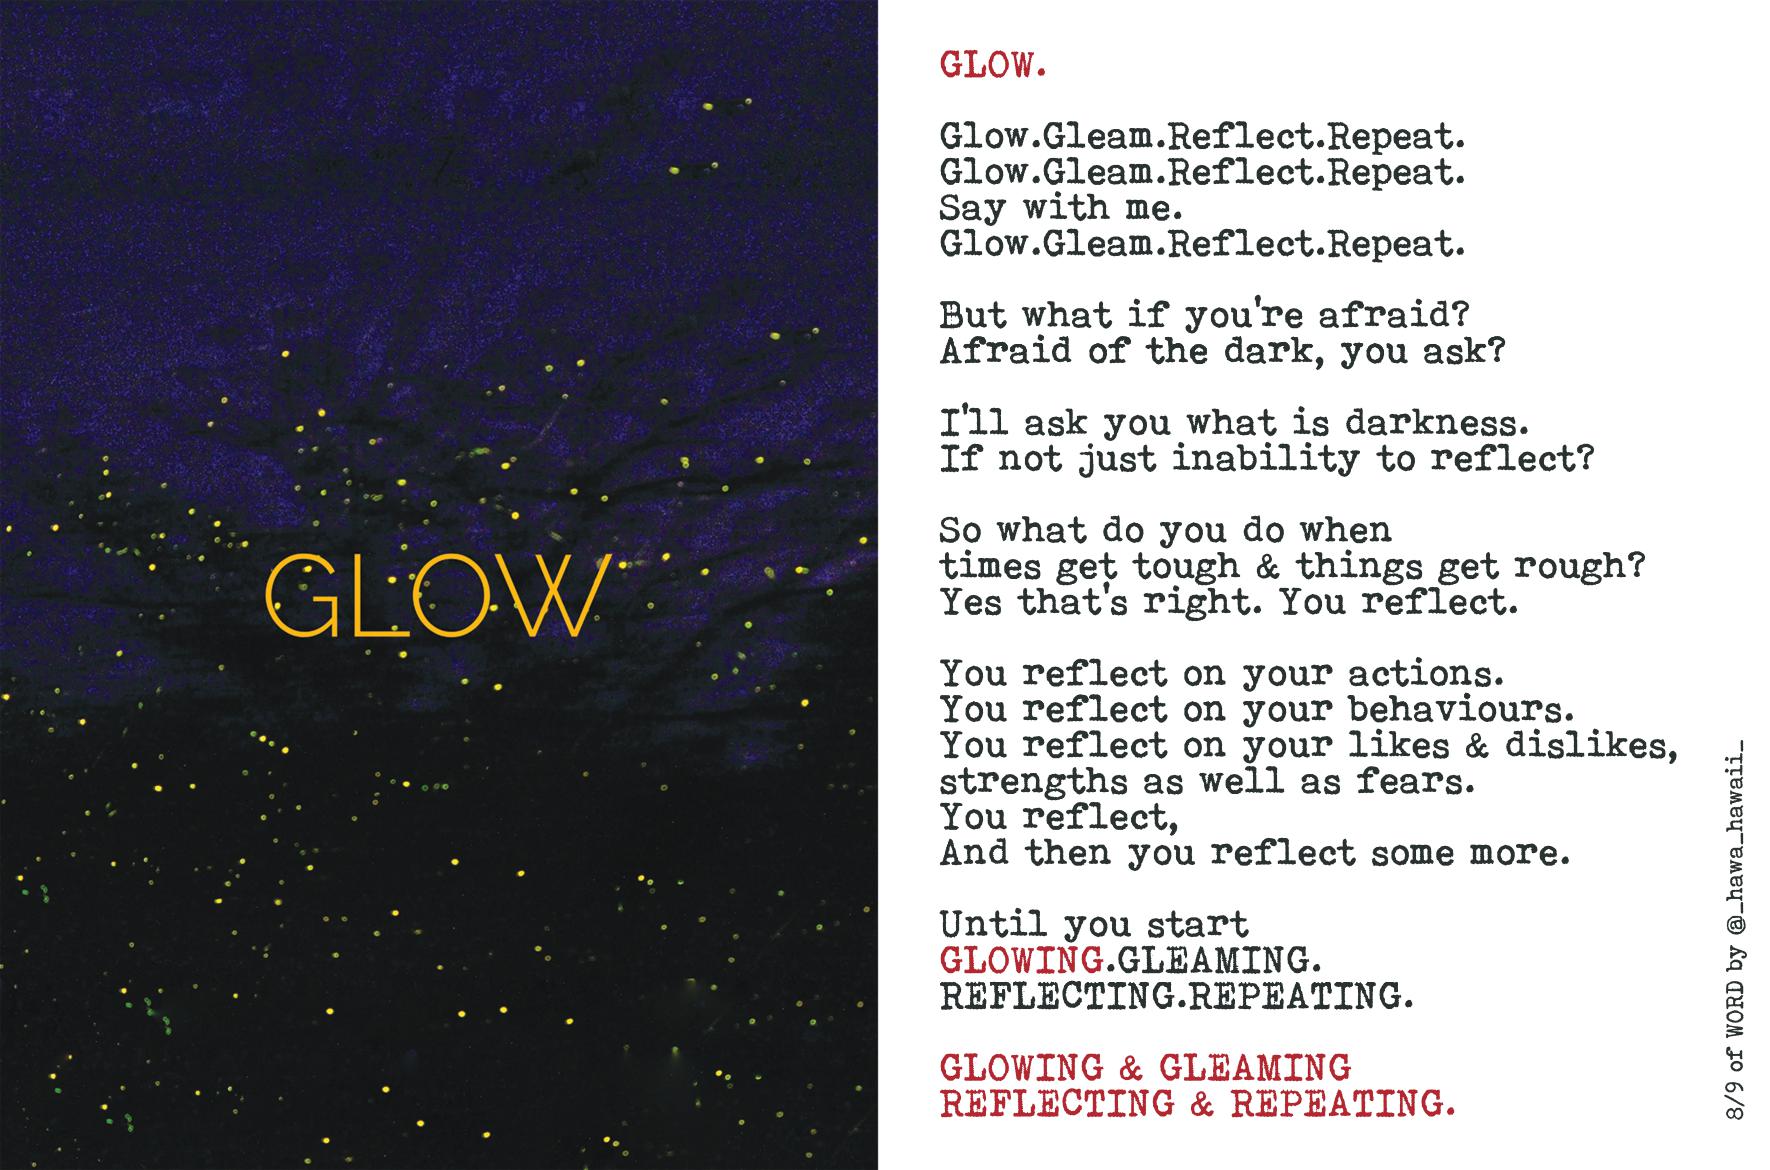 GLOW
GLOW.
Glow.Gleam.Reflect.Repeat.
Glow.Gleam.Reflect.Repeat.
Say with me.
Glow.Gleam.Reflect.Repeat.
But what if you're afraid?
Afraid of the dark, you ask?
I'll ask you what is darkness.
If not just inability to reflect?
So what do you do when
times get tough & things get rough?
Yes that's right. You reflect.
You reflect on your actions.
You reflect on your behaviours.
You reflect on your likes & dislikes,
strengths as well as fears.
You reflect,
And then you reflect some more.
Until you start
GLOWING.GLEAMING.
REFLECTING.REPEATING.
GLOWING & GLEAMING
REFLECTING & REPEATING.
8/9 of WORD by @_hawa_hawaii_